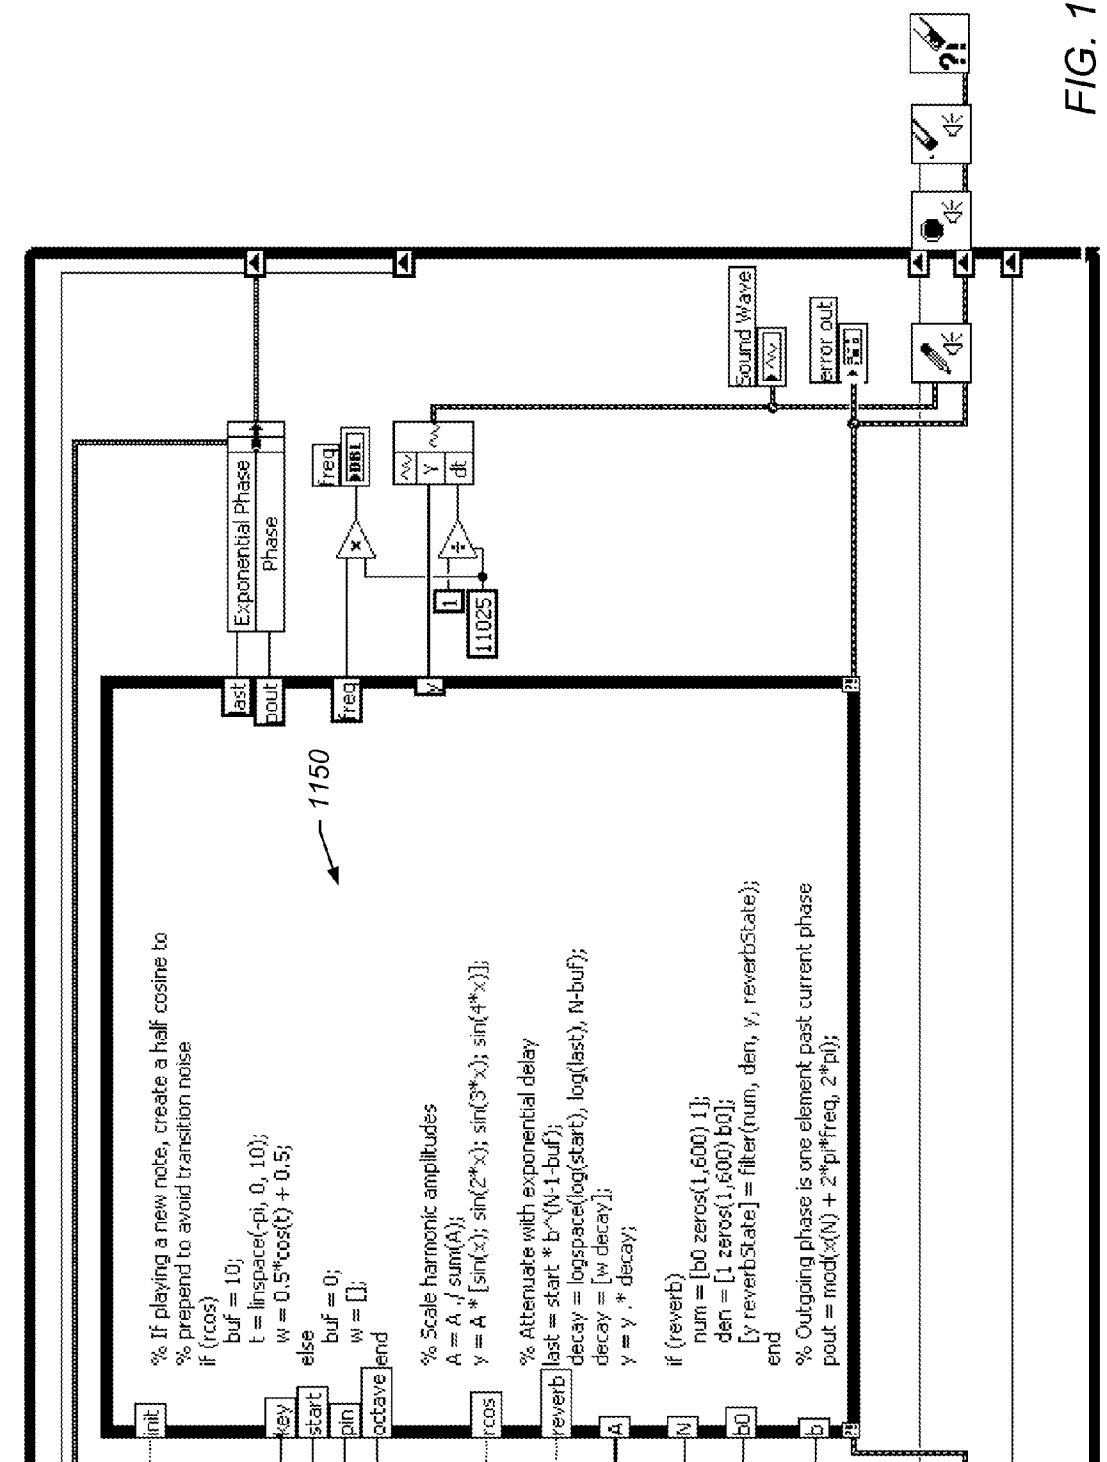 FIG. 1
Sound Wave
error out
Exponential Phase
Phase
freq
DBL
Y
dt
1
11025
last
pout
freq
y
1150
% If playing a new note, create a half cosine to
% prepend to avoid transition noise
if (rcos)
buf = 10;
t = linspace(-pi, 0, 10);
w = 0.5*cos(t) + 0.5;
else
buf = 0;
w = [];
end
% Scale harmonic amplitudes
A = A ./ sum(A);
y = A * [sin(x); sin(2*x); sin(3*x); sin(4*x)];
% Attenuate with exponential delay
last = start * b^(N-1-buf);
decay = logspace(log(start), log(last), N-buf);
decay = [w decay];
y = y .* decay;
if (reverb)
num = [b0 zeros(1,600) 1];
den = [1 zeros(1,600) b0];
[y reverbState] = filter(num, den, y, reverbState);
end
% Outgoing phase is one element past current phase
pout = mod(x(N) + 2*pi*freq, 2*pi);
init
key
start
pin
octave
rcos
reverb
A
N
b0
b